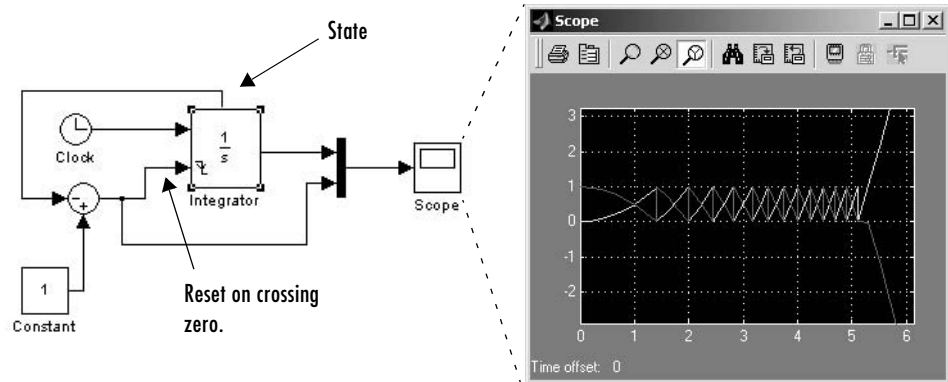 State
Clock
1
s
Integrator
- +
1
Constant
Reset on crossing
zero.
Scope
Scope
3
2
1
0
-1
-2
0 1 2 3 4 5 6
Time offset: 0